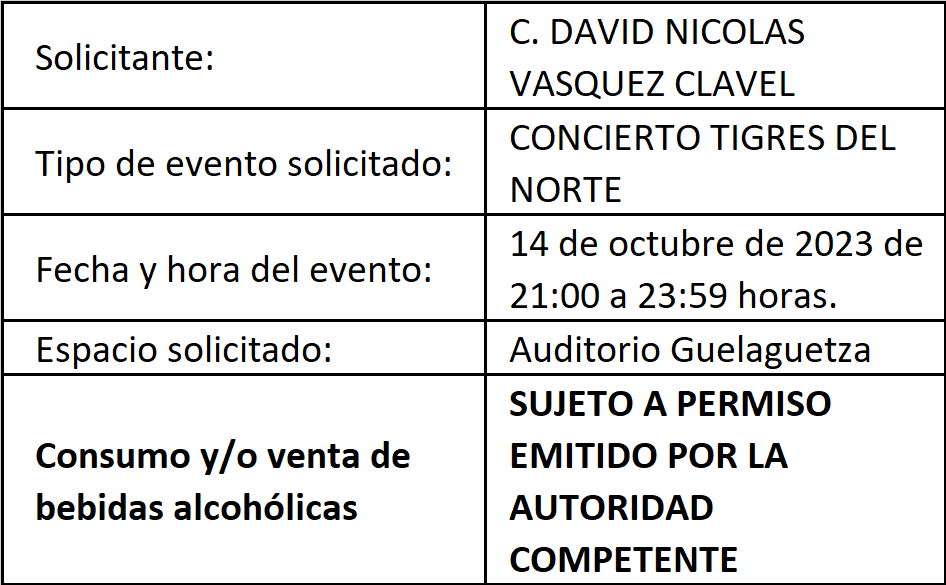 Solicitante:
C. DAVID NICOLAS
VASQUEZ CLAVEL
Tipo de evento solicitado:
CONCIERTO TIGRES DEL
NORTE
Fecha y hora del evento:
14 de octubre de 2023 de
21:00 a 23:59 horas.
Espacio solicitado:
Auditorio Guelaguetza
Consumo y/o venta de
bebidas alcohólicas
SUJETO A PERMISO
EMITIDO POR LA
AUTORIDAD
COMPETENTE